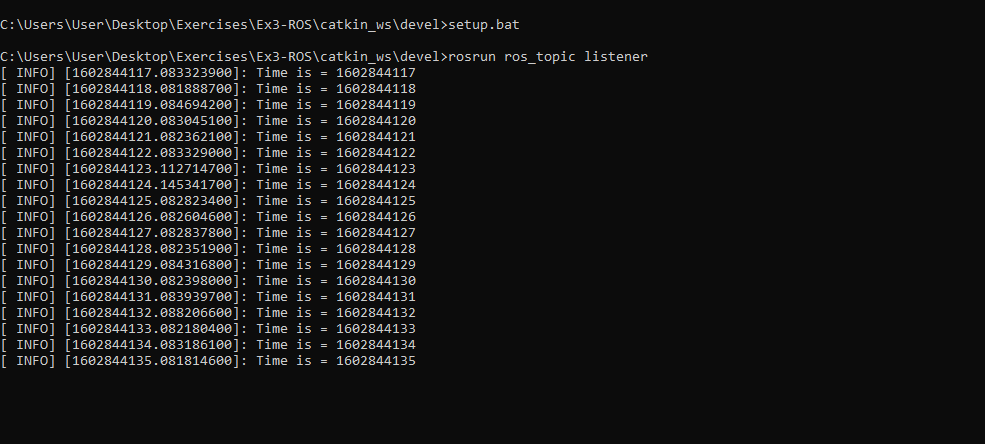 C:\Users\User\Desktop\Exercises\Ex3-ROS\catkin_ws\devel>setup.bat
C:\Users\User\Desktop\Exercises\Ex3-ROS\catkin_ws\devel>rosrun ros_topic listener
[ INFO] [1602844117.083323900]: Time is = 1602844117
[ INFO] [1602844118.081888700]: Time is = 1602844118
[ INFO] [1602844119.084694200]: Time is = 1602844119
[ INFO] [1602844120.083045100]: Time is = 1602844120
[ INFO] [1602844121.082362100]: Time is = 1602844121
[ INFO] [1602844122.083329000]: Time is = 1602844122
[ INFO] [1602844123.112714700]: Time is = 1602844123
[ INFO] [1602844124.145341700]: Time is = 1602844124
[ INFO] [1602844125.082823400]: Time is = 1602844125
[ INFO] [1602844126.082604600]: Time is = 1602844126
[ INFO] [1602844127.082837800]: Time is = 1602844127
[ INFO] [1602844128.082351900]: Time is = 1602844128
[ INFO] [1602844129.084316800]: Time is = 1602844129
[ INFO] [1602844130.082398000]: Time is = 1602844130
[ INFO] [1602844131.083939700]: Time is = 1602844131
[ INFO] [1602844132.088206600]: Time is = 1602844132
[ INFO] [1602844133.082180400]: Time is = 1602844133
[ INFO] [1602844134.083186100]: Time is = 1602844134
[ INFO] [1602844135.081814600]: Time is = 1602844135